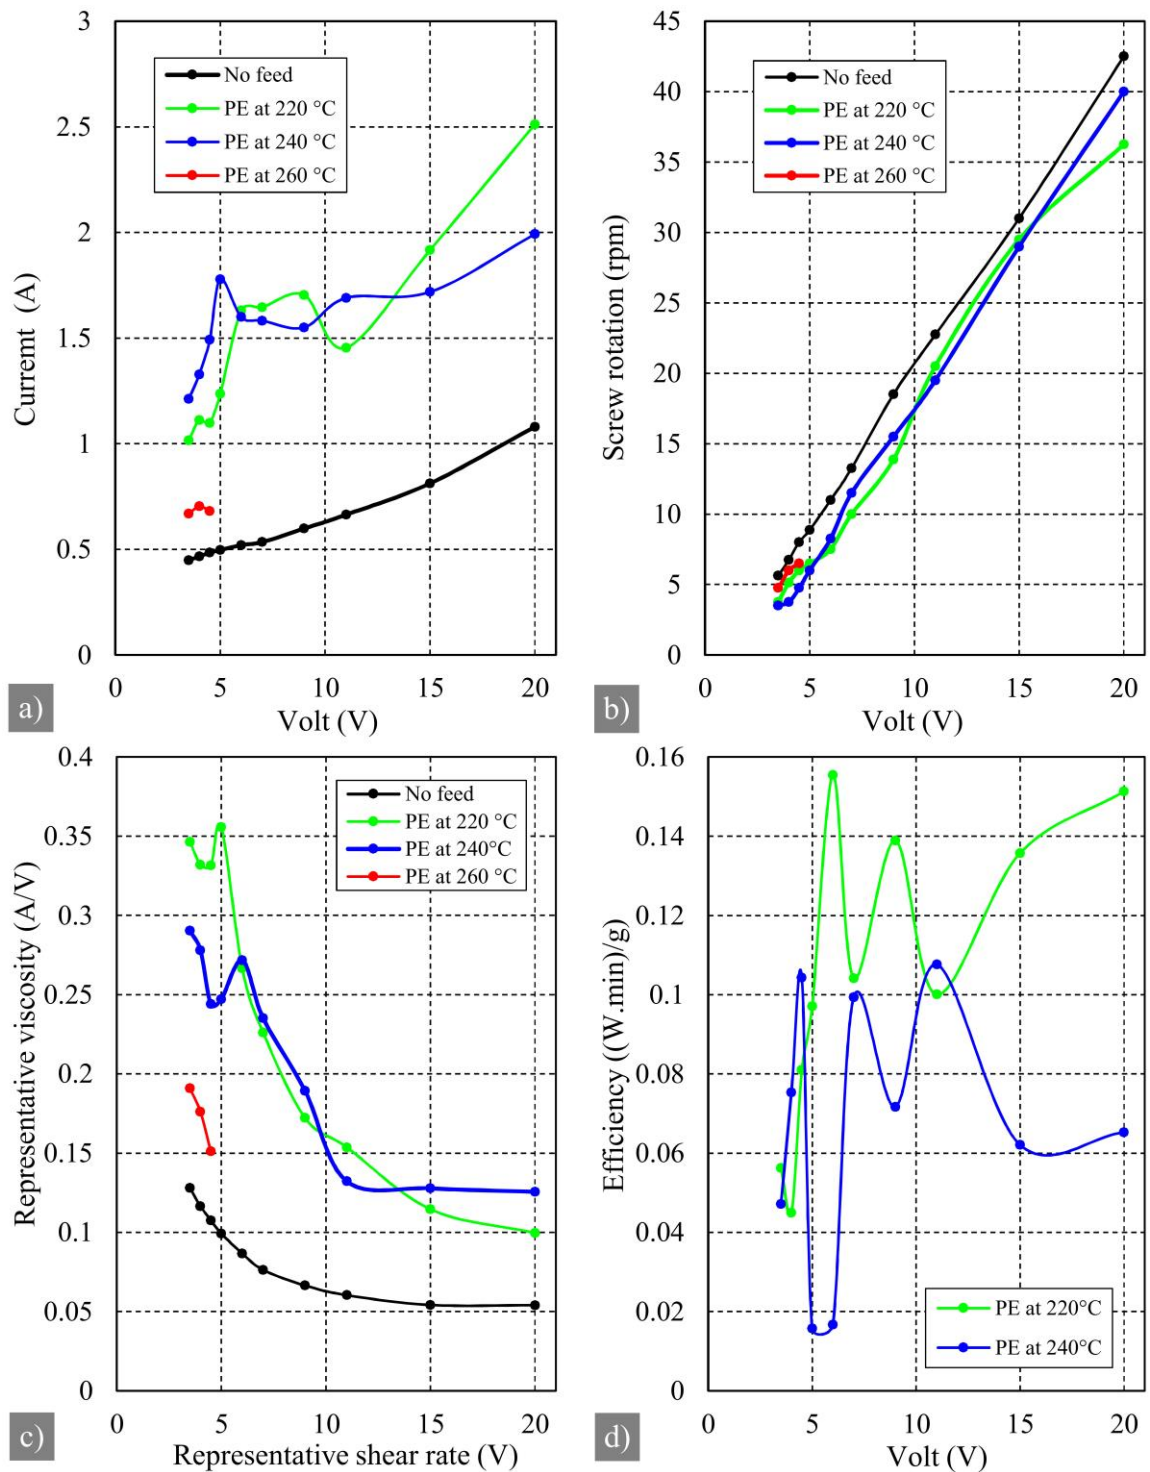 3
2.5
2
1.5
1
0.5
0
0
5
10
15
20
Curremt (A)
Volt (V)
No feed
PE at 220 °C
PE at 240 °C
PE at 260 °C
a)
45
40
35
30
25
20
15
10
5
0
0
5
10
15
20
Screw rotation (rpm)
Volt (V)
No feed
PE at 220 °C
PE at 240 °C
PE at 260 °C
b)
0.4
0.35
0.3
0.25
0.2
0.15
0.1
0.05
0
0
5
10
15
20
Representative viscosity (A/V)
Representative shear rate (V)
No feed
PE at 220 °C
PE at 240°C
PE at 260 °C
c)
0.16
0.14
0.12
0.1
0.08
0.06
0.04
0.02
0
0
5
10
15
20
Efficiency ((W.min)/g)
Volt (V)
PE at 220°C
PE at 240°C
d)